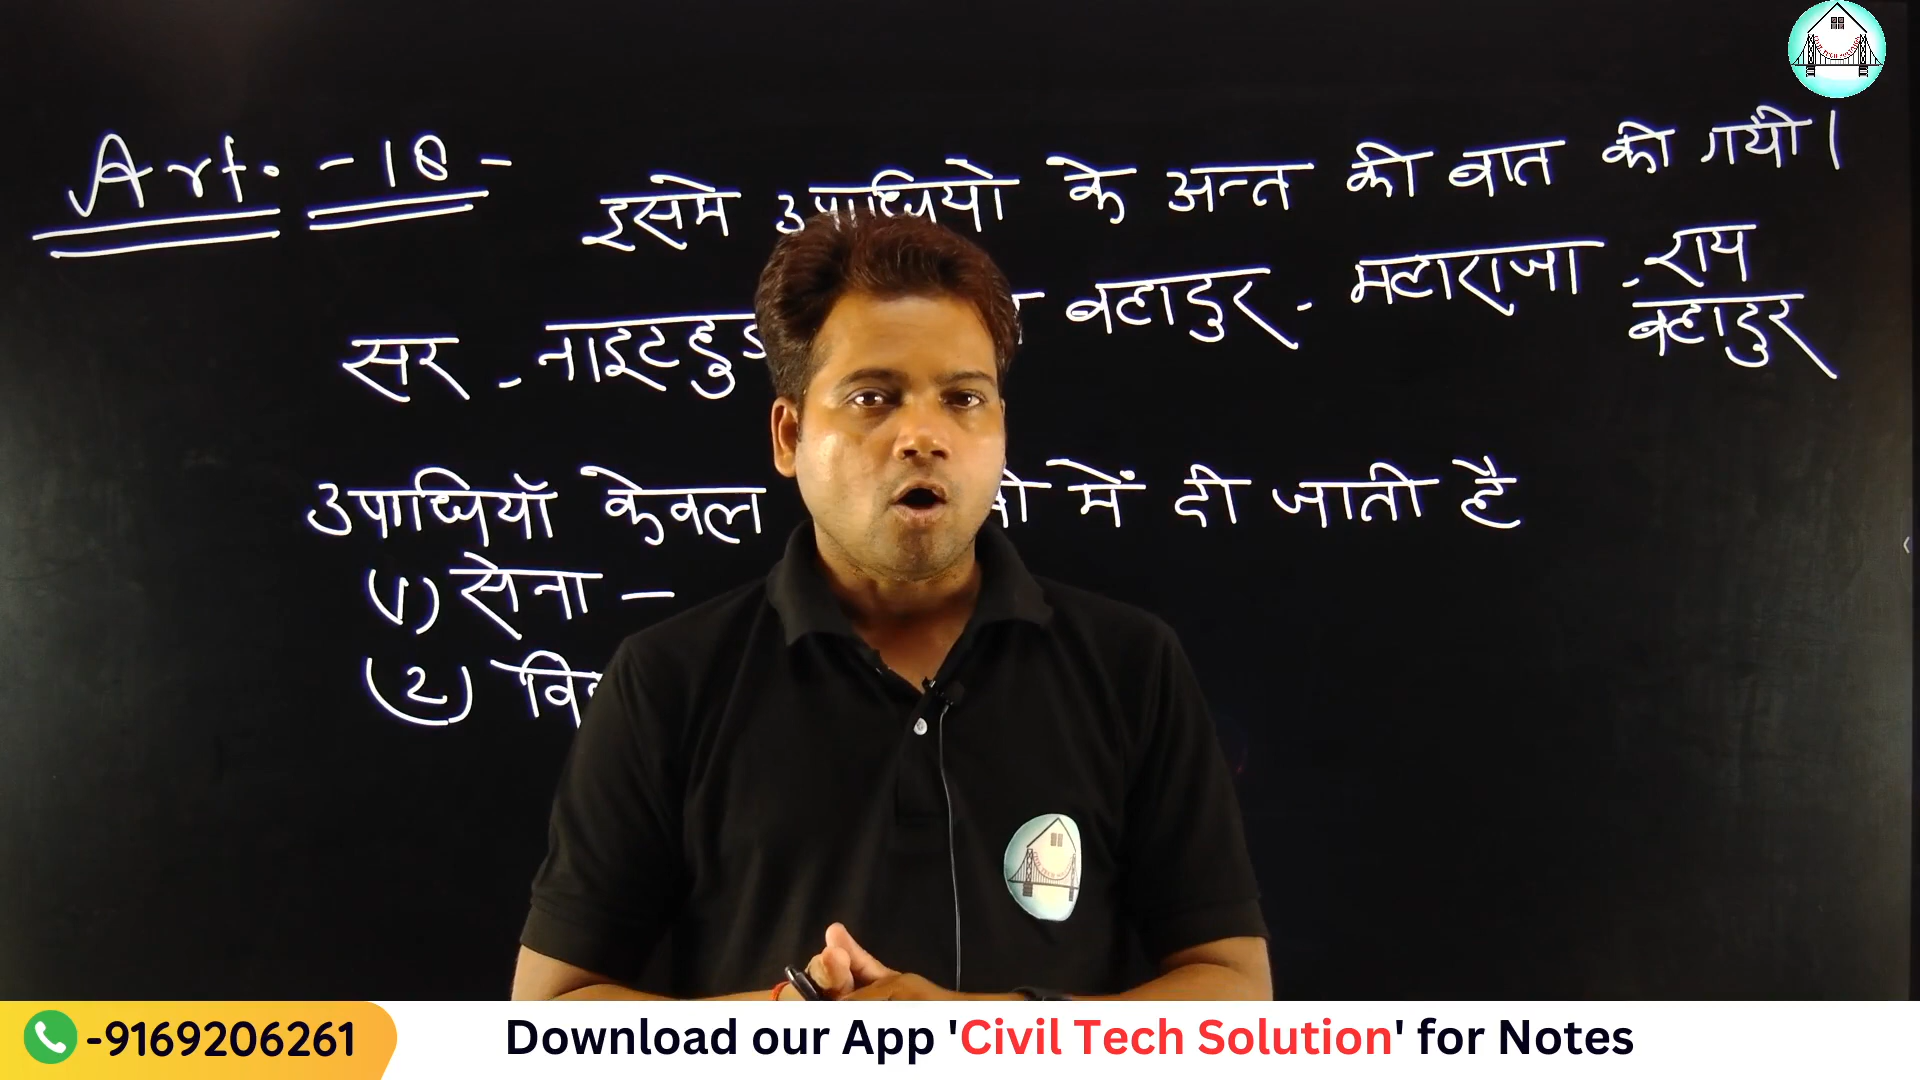 Art. -18-
इसमे उपाधियो के अन्त की बात की गयी।
सर - नाइटहुड बहादुर - महाराजा - राय
बहादुर
उपाधियॉ केवल में दी जाती है
(1) सेना -
(2)
-9169206261
Download our App 'Civil Tech Solution' for Notes